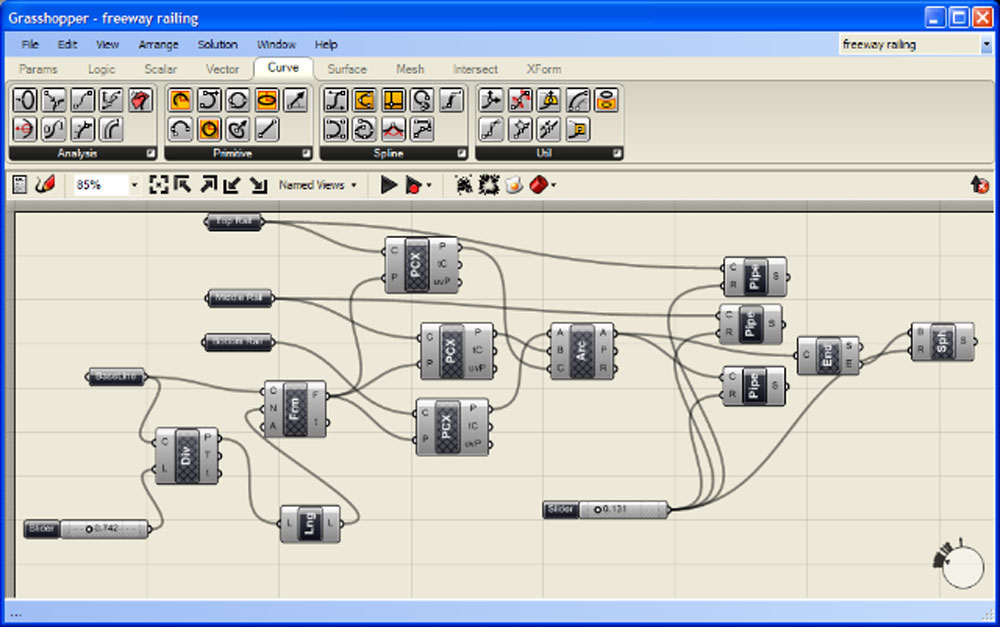 Grasshopper - freeway railing
File Edit View Arrange Solution Window Help
freeway railing
Params Logic Scalar Vector Curve Surface Mesh Intersect XForm
Analysis Primitive Spline Util
85% Named Views
Top Rail
C P PCX P tC uvP
C R Pipe S
Middle Rail
C R Pipe S
C P PCX P tC uvP
A B C Arc A P R
Bottom Rail
C End S E
R Sph S
BaseLine
C R Pipe S
C N A Frm F t
C P PCX P tC uvP
C L Div P T t
Slider 0.742
L Lng L
Slider 0.131
...